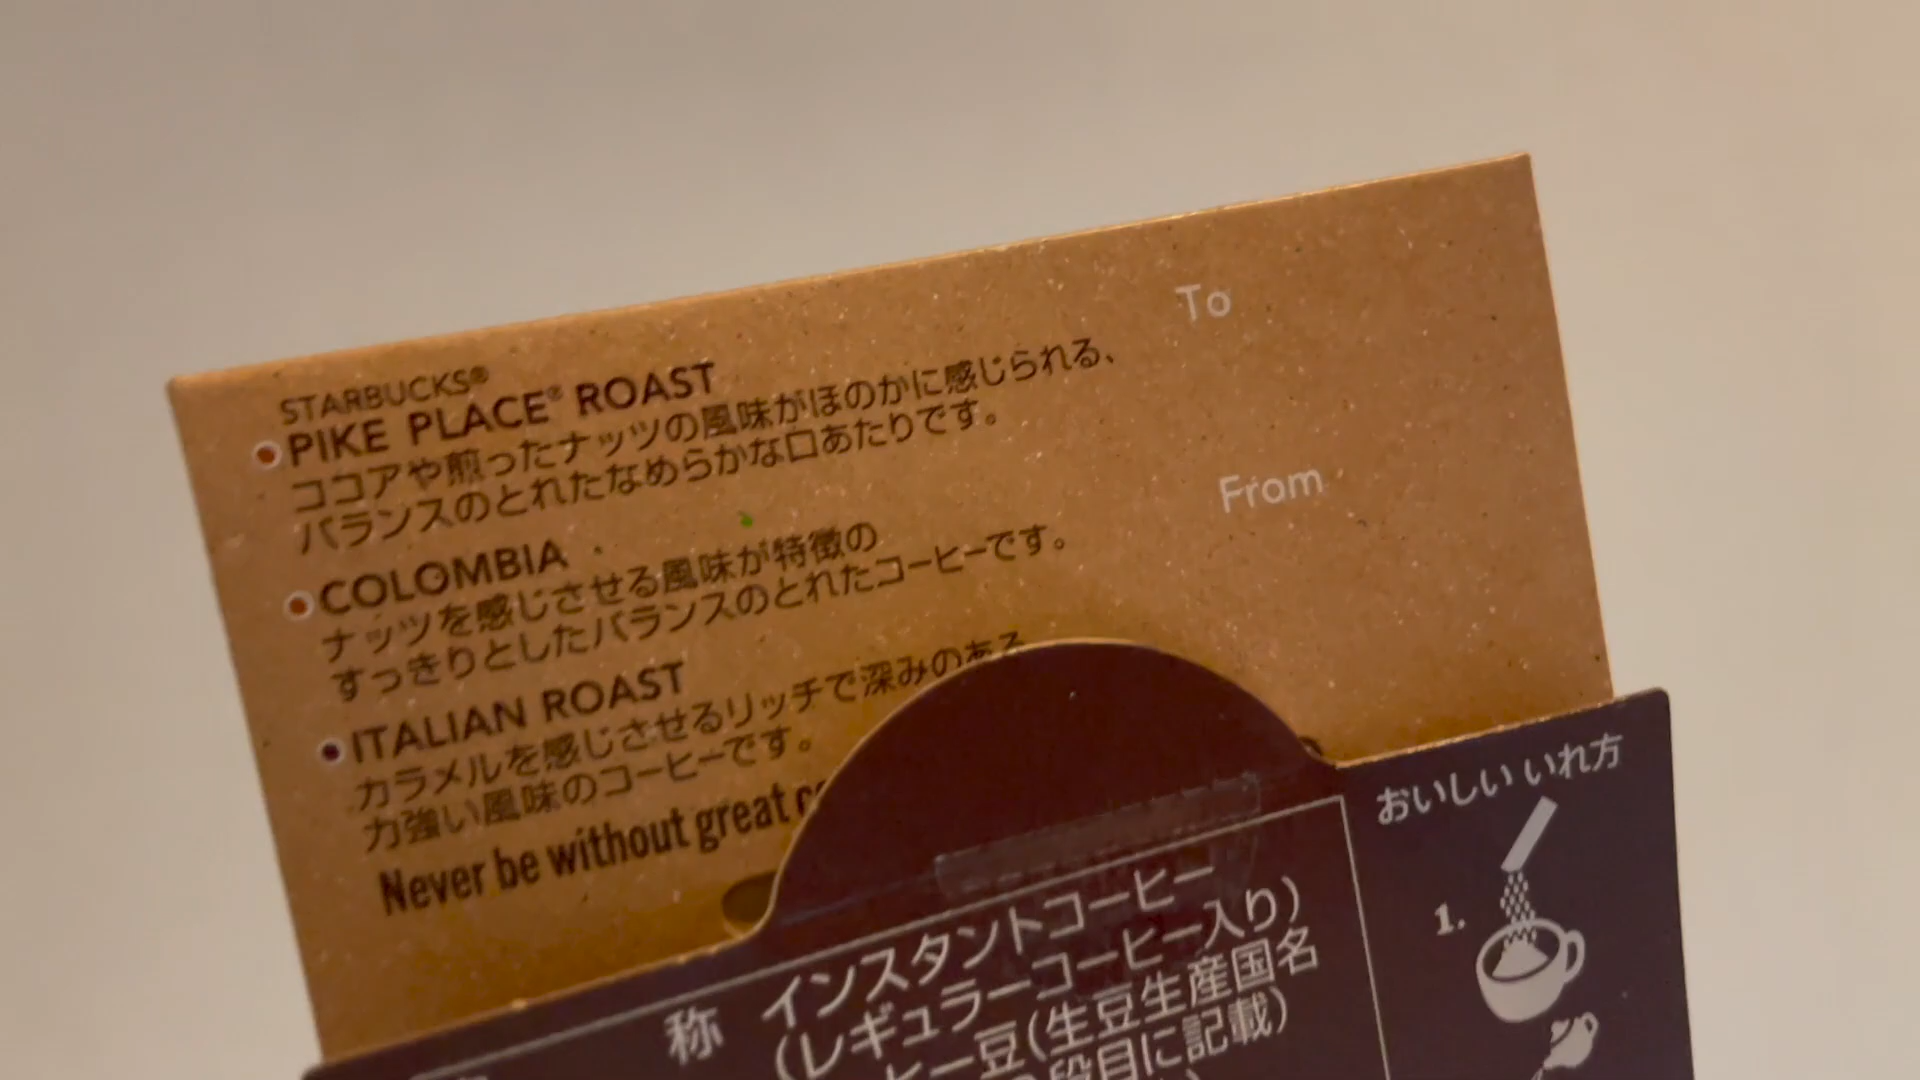 STARBUCKS®
PIKE PLACE® ROAST
ココアや煎ったナッツの風味がほのかに感じられる、
バランスのとれたなめらかな口あたりです。
COLOMBIA
ナッツを感じさせる風味が特徴の
すっきりとしたバランスのとれたコーヒーです。
ITALIAN ROAST
カラメルを感じさせるリッチで深みのある
力強い風味のコーヒーです。
Never be without great
To
From
称 インスタントコーヒー
(レギュラーコーヒー入り)
ヒー豆(生豆生産国名
段目に記載)
おいしい いれ方
1.